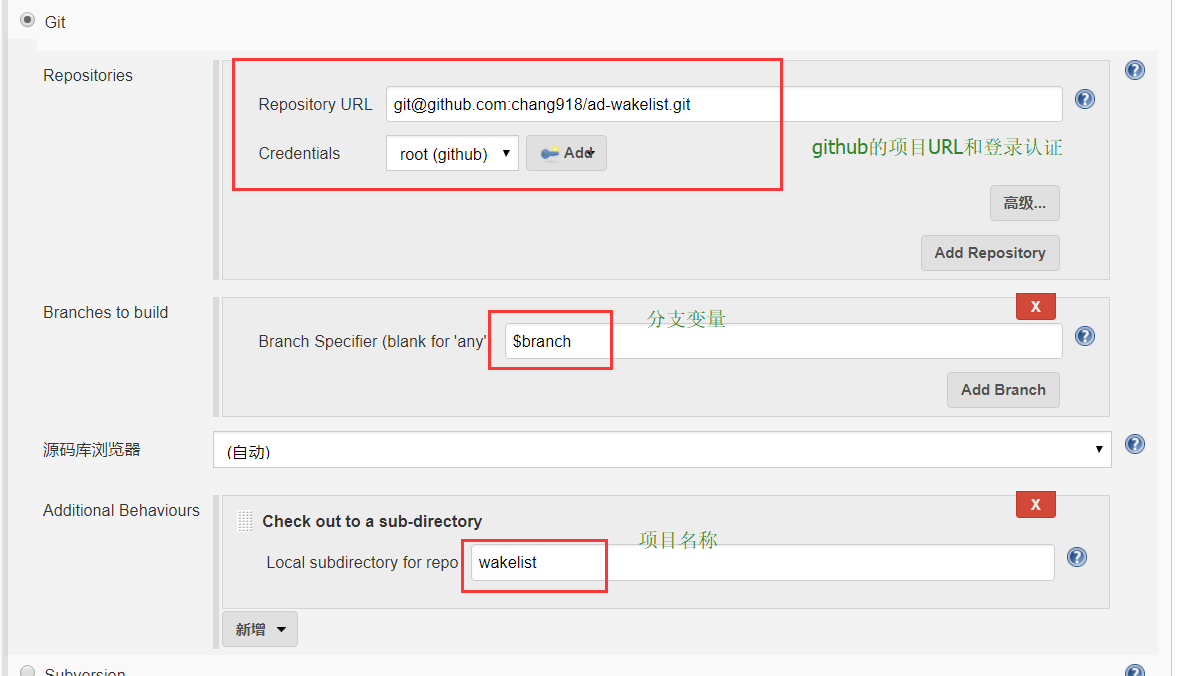 Git
Repositories
Repository URL git@github.com:chang918/ad-wakelist.git
Credentials root (github) Add
github的项目URL和登录认证
高级...
Add Repository
Branches to build
X
分支变量
Branch Specifier (blank for 'any' $branch
Add Branch
源码库浏览器 (自动)
Additional Behaviours
X
Check out to a sub-directory
项目名称
Local subdirectory for repo wakelist
新增
Subversion